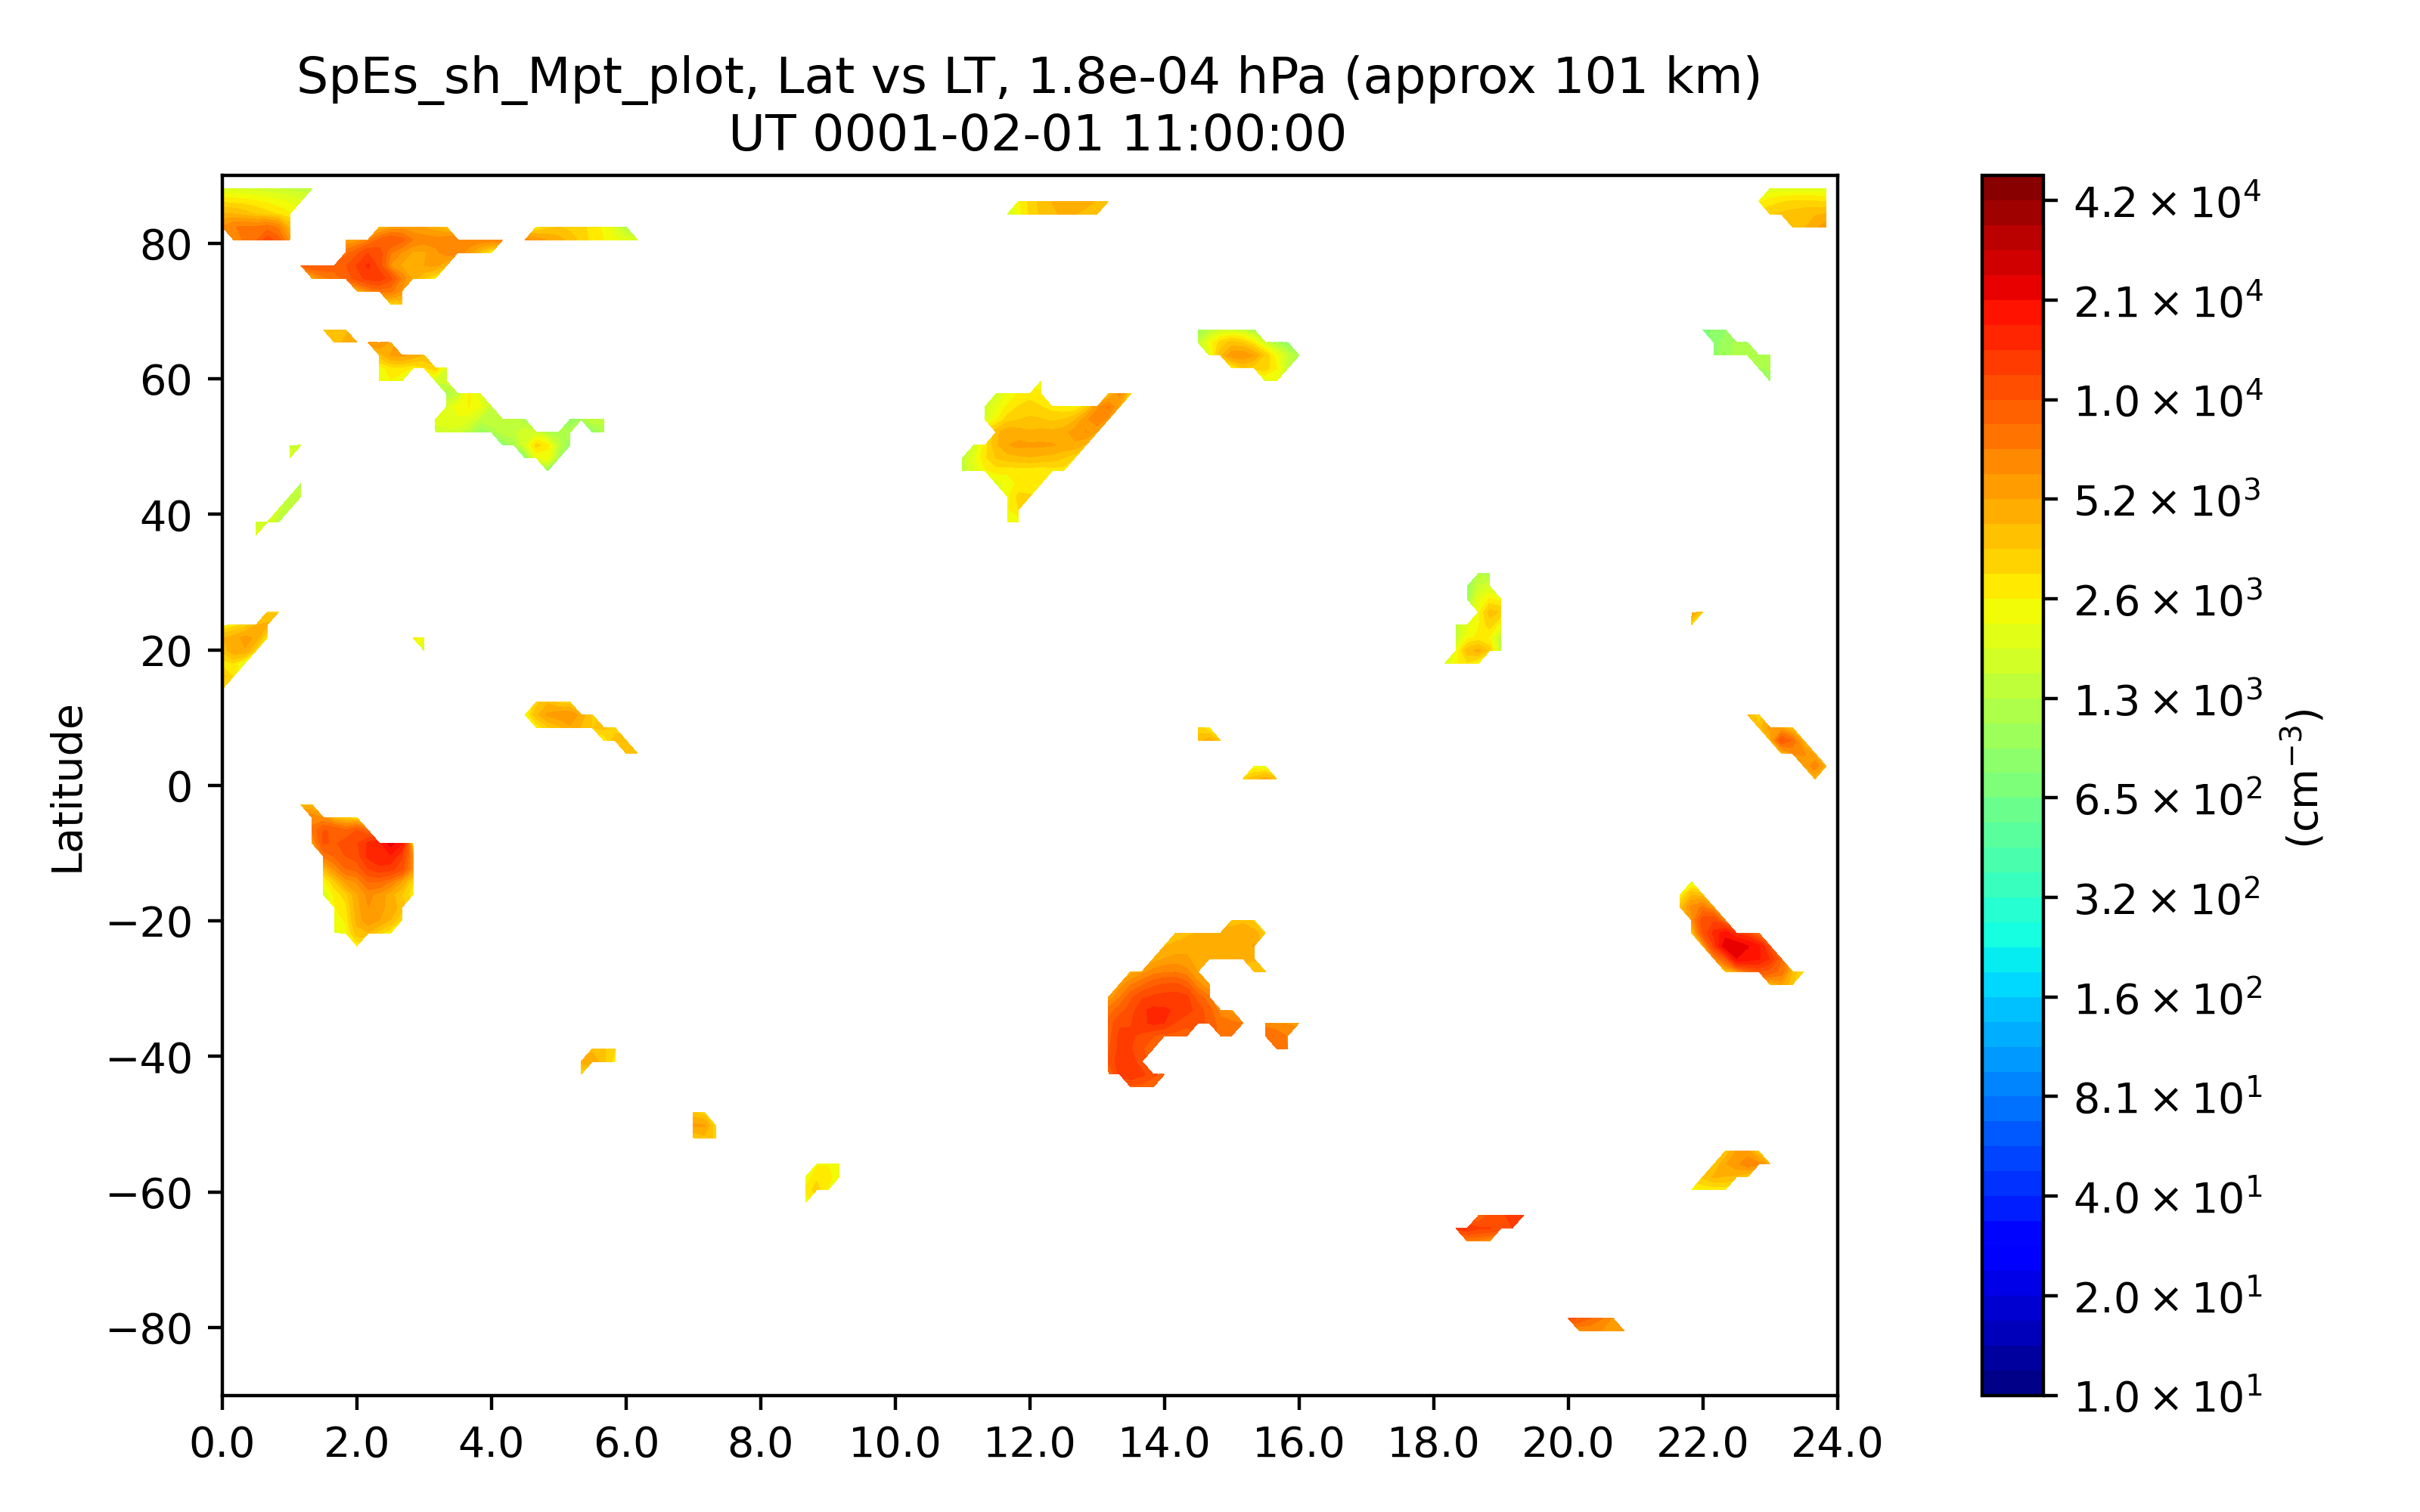 SpEs_sh_Mpt_plot, Lat vs LT, 1.8e-04 hPa (approx 101 km)
UT 0001-02-01 11:00:00
Latitude
80
60
40
20
0
−20
−40
−60
−80
0.0 2.0 4.0 6.0 8.0 10.0 12.0 14.0 16.0 18.0 20.0 22.0 24.0
4.2 × 10⁴
2.1 × 10⁴
1.0 × 10⁴
5.2 × 10³
2.6 × 10³
1.3 × 10³
6.5 × 10²
3.2 × 10²
1.6 × 10²
8.1 × 10¹
4.0 × 10¹
2.0 × 10¹
1.0 × 10¹
(cm⁻³)